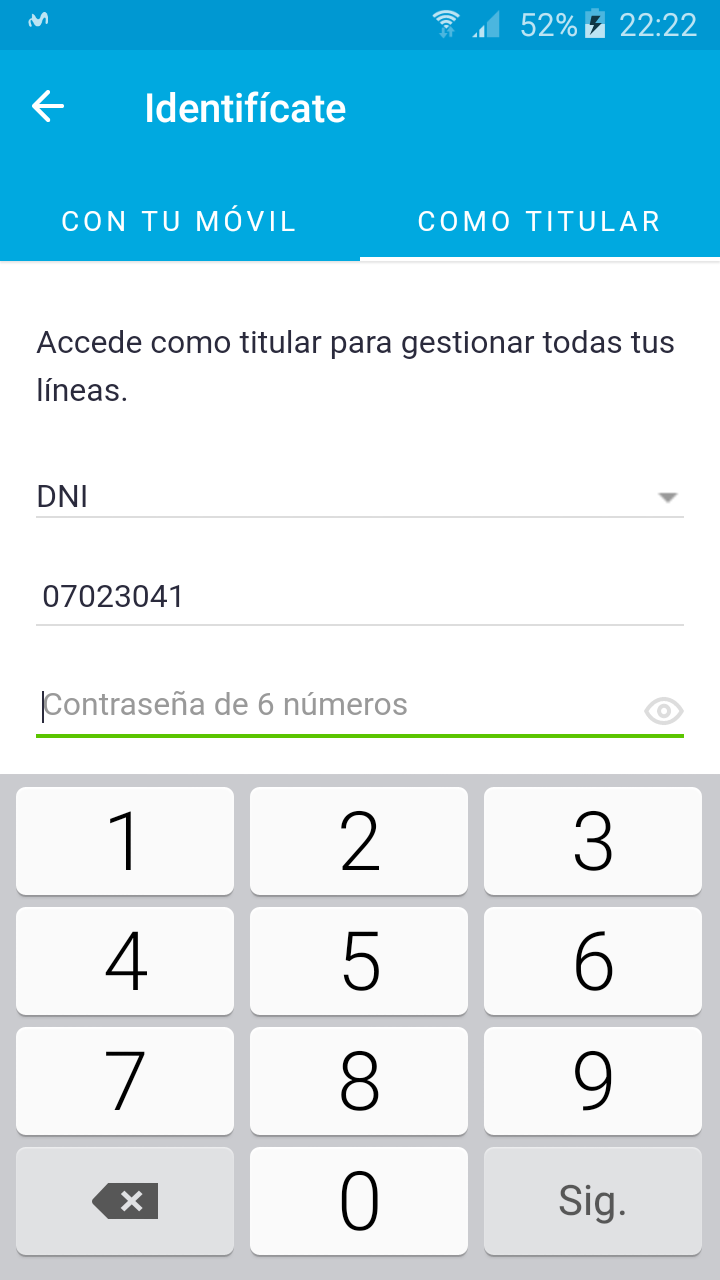 52% 22:22
Identifícate
CON TU MÓVIL COMO TITULAR
Accede como titular para gestionar todas tus
líneas.
DNI
07023041
Contraseña de 6 números
1 2 3
4 5 6
7 8 9
0 Sig.